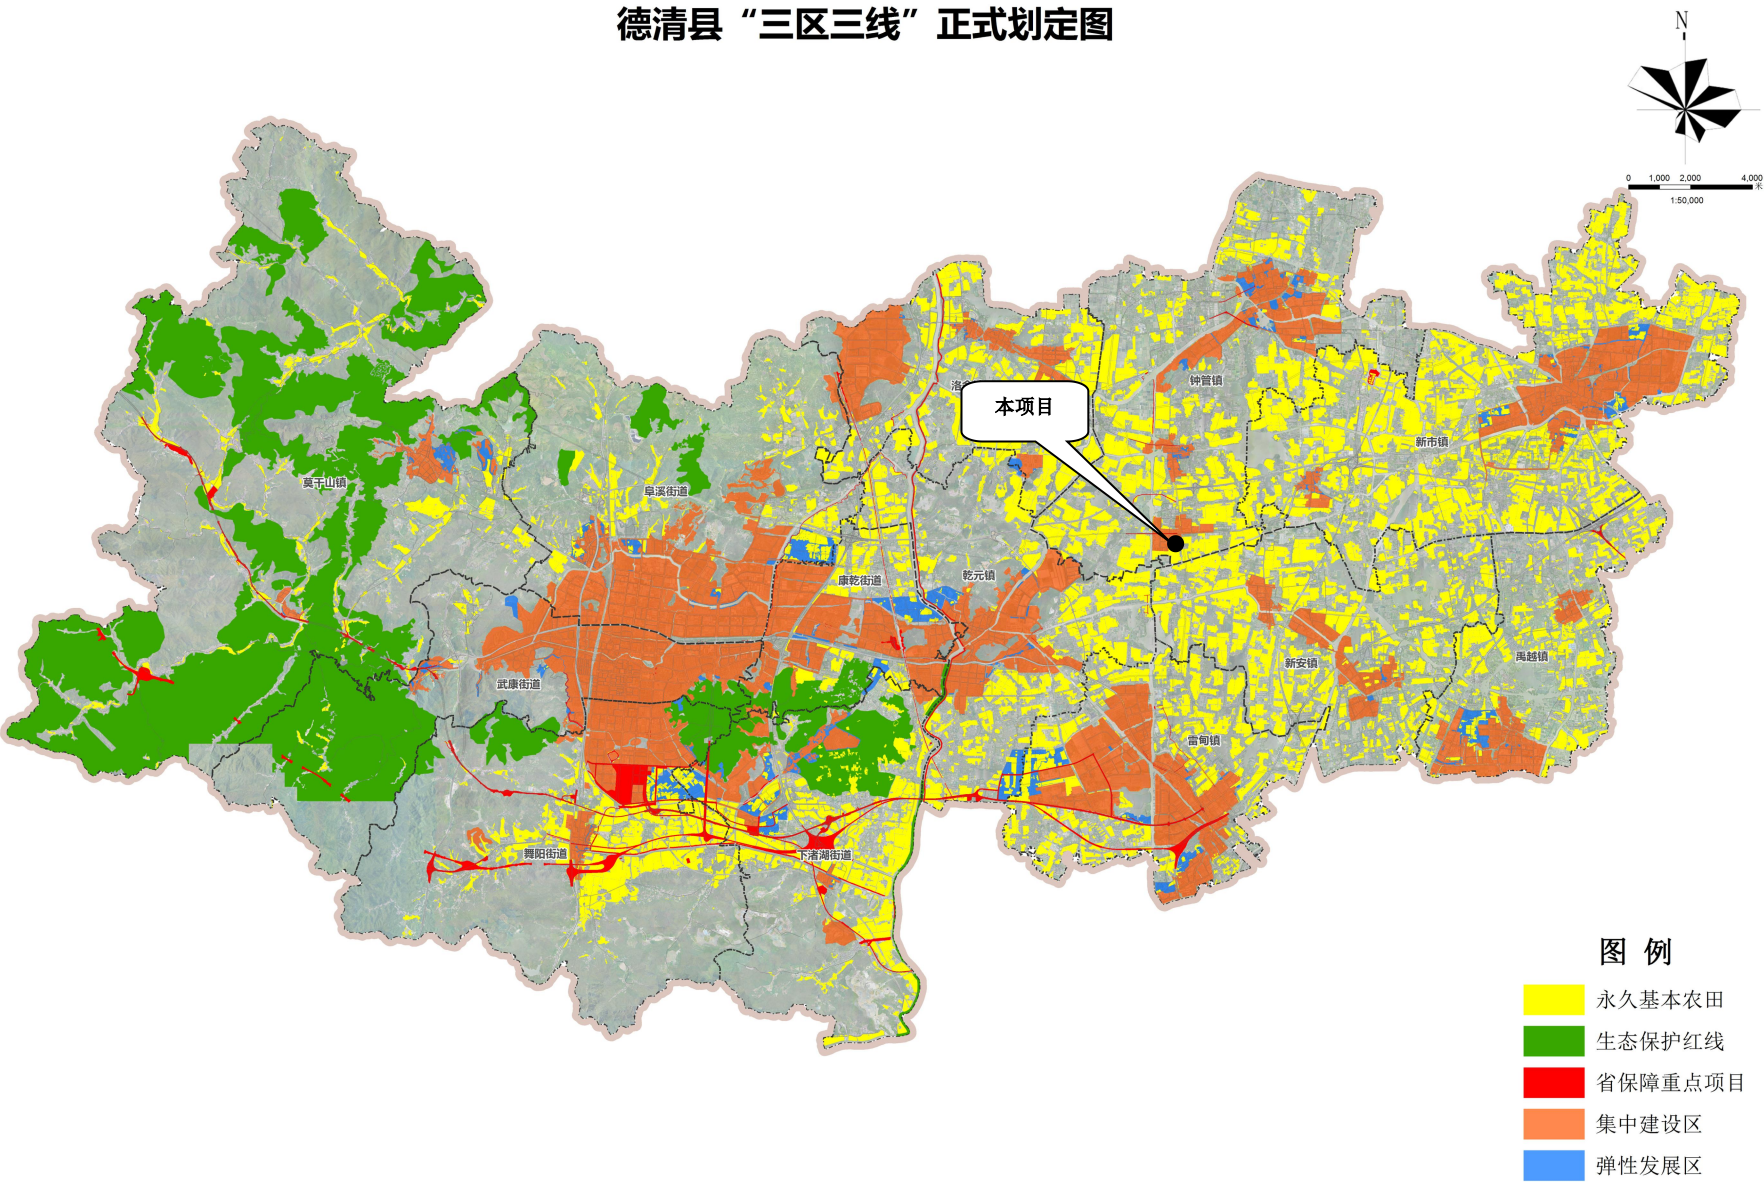 德清县“三区三线”正式划定图
N
0 1,000 2,000 4,000
米
1:50,000
洛
本项目
钟管镇
新市镇
莫干山镇
阜溪街道
康乾街道
乾元镇
禹越镇
新安镇
武康街道
雷甸镇
舞阳街道
下渚湖街道
图 例
永久基本农田
生态保护红线
省保障重点项目
集中建设区
弹性发展区